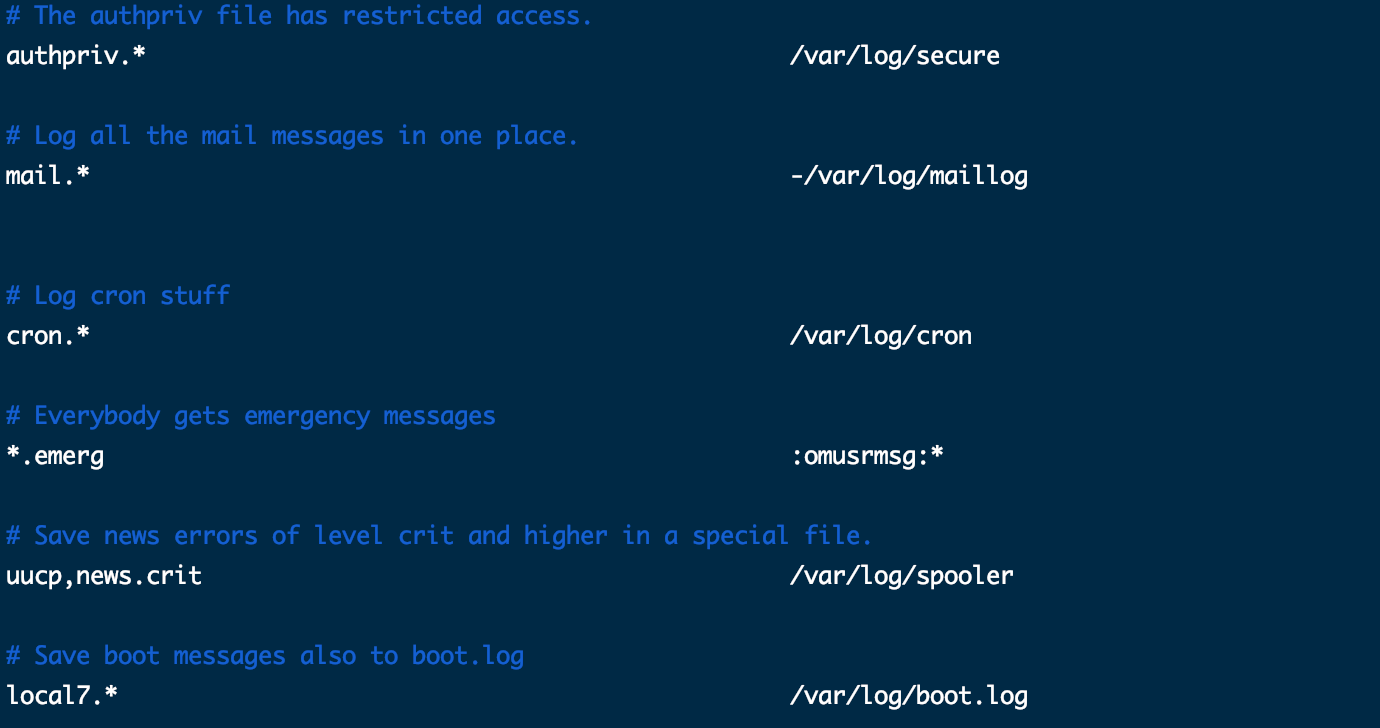 # The authpriv file has restricted access.
authpriv.* /var/log/secure
# Log all the mail messages in one place.
mail.* -/var/log/maillog
# Log cron stuff
cron.* /var/log/cron
# Everybody gets emergency messages
*.emerg :omusrmsg:*
# Save news errors of level crit and higher in a special file.
uucp,news.crit /var/log/spooler
# Save boot messages also to boot.log
local7.* /var/log/boot.log